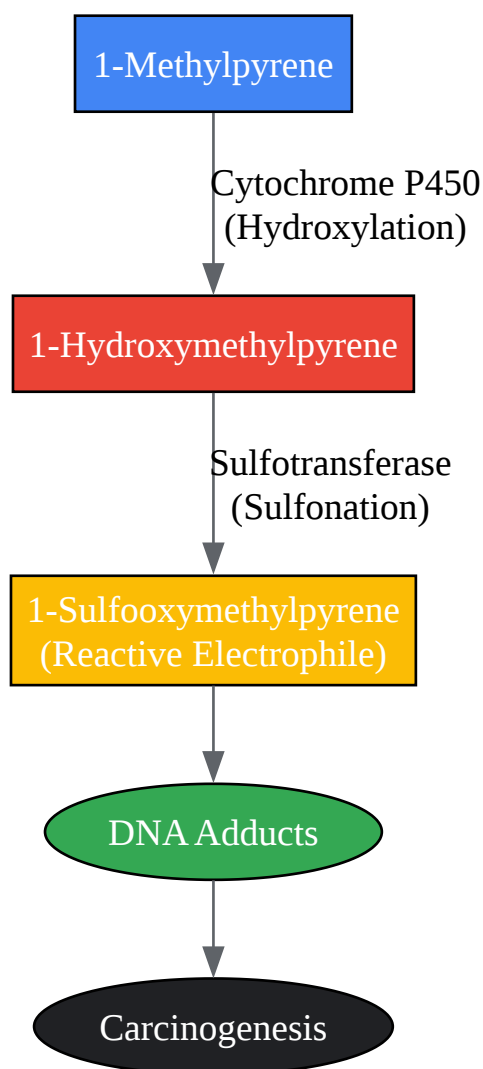 1-Methylpyrene
Cytochrome P450
(Hydroxylation)
1-Hydroxymethylpyrene
Sulfotransferase
(Sulfonation)
1-Sulfooxymethylpyrene
(Reactive Electrophile)
DNA Adducts
Carcinogenesis